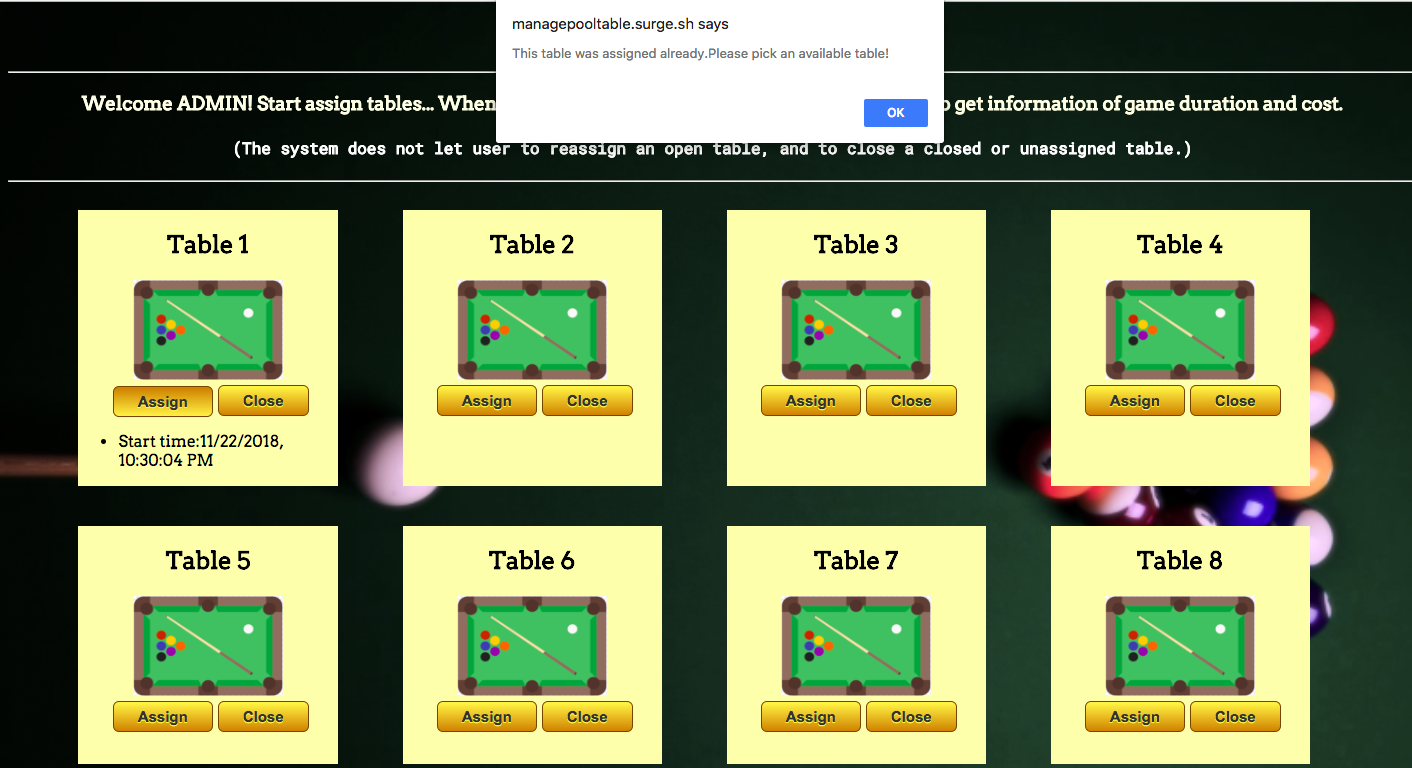 managepooltable.surge.sh says
This table was assigned already.Please pick an available table!
OK
Welcome ADMIN! Start assign tables... When
o get information of game duration and cost.
(The system does not let user to reassign an open table, and to close a closed or unassigned table.)
Table 1
Table 2
Table 3
Table 4
Assign
Close
Assign
Close
Assign
Close
Assign
Close
• Start time:11/22/2018,
10:30:04 PM
Table 5
Table 6
Table 7
Table 8
Assign
Close
Assign
Close
Assign
Close
Assign
Close